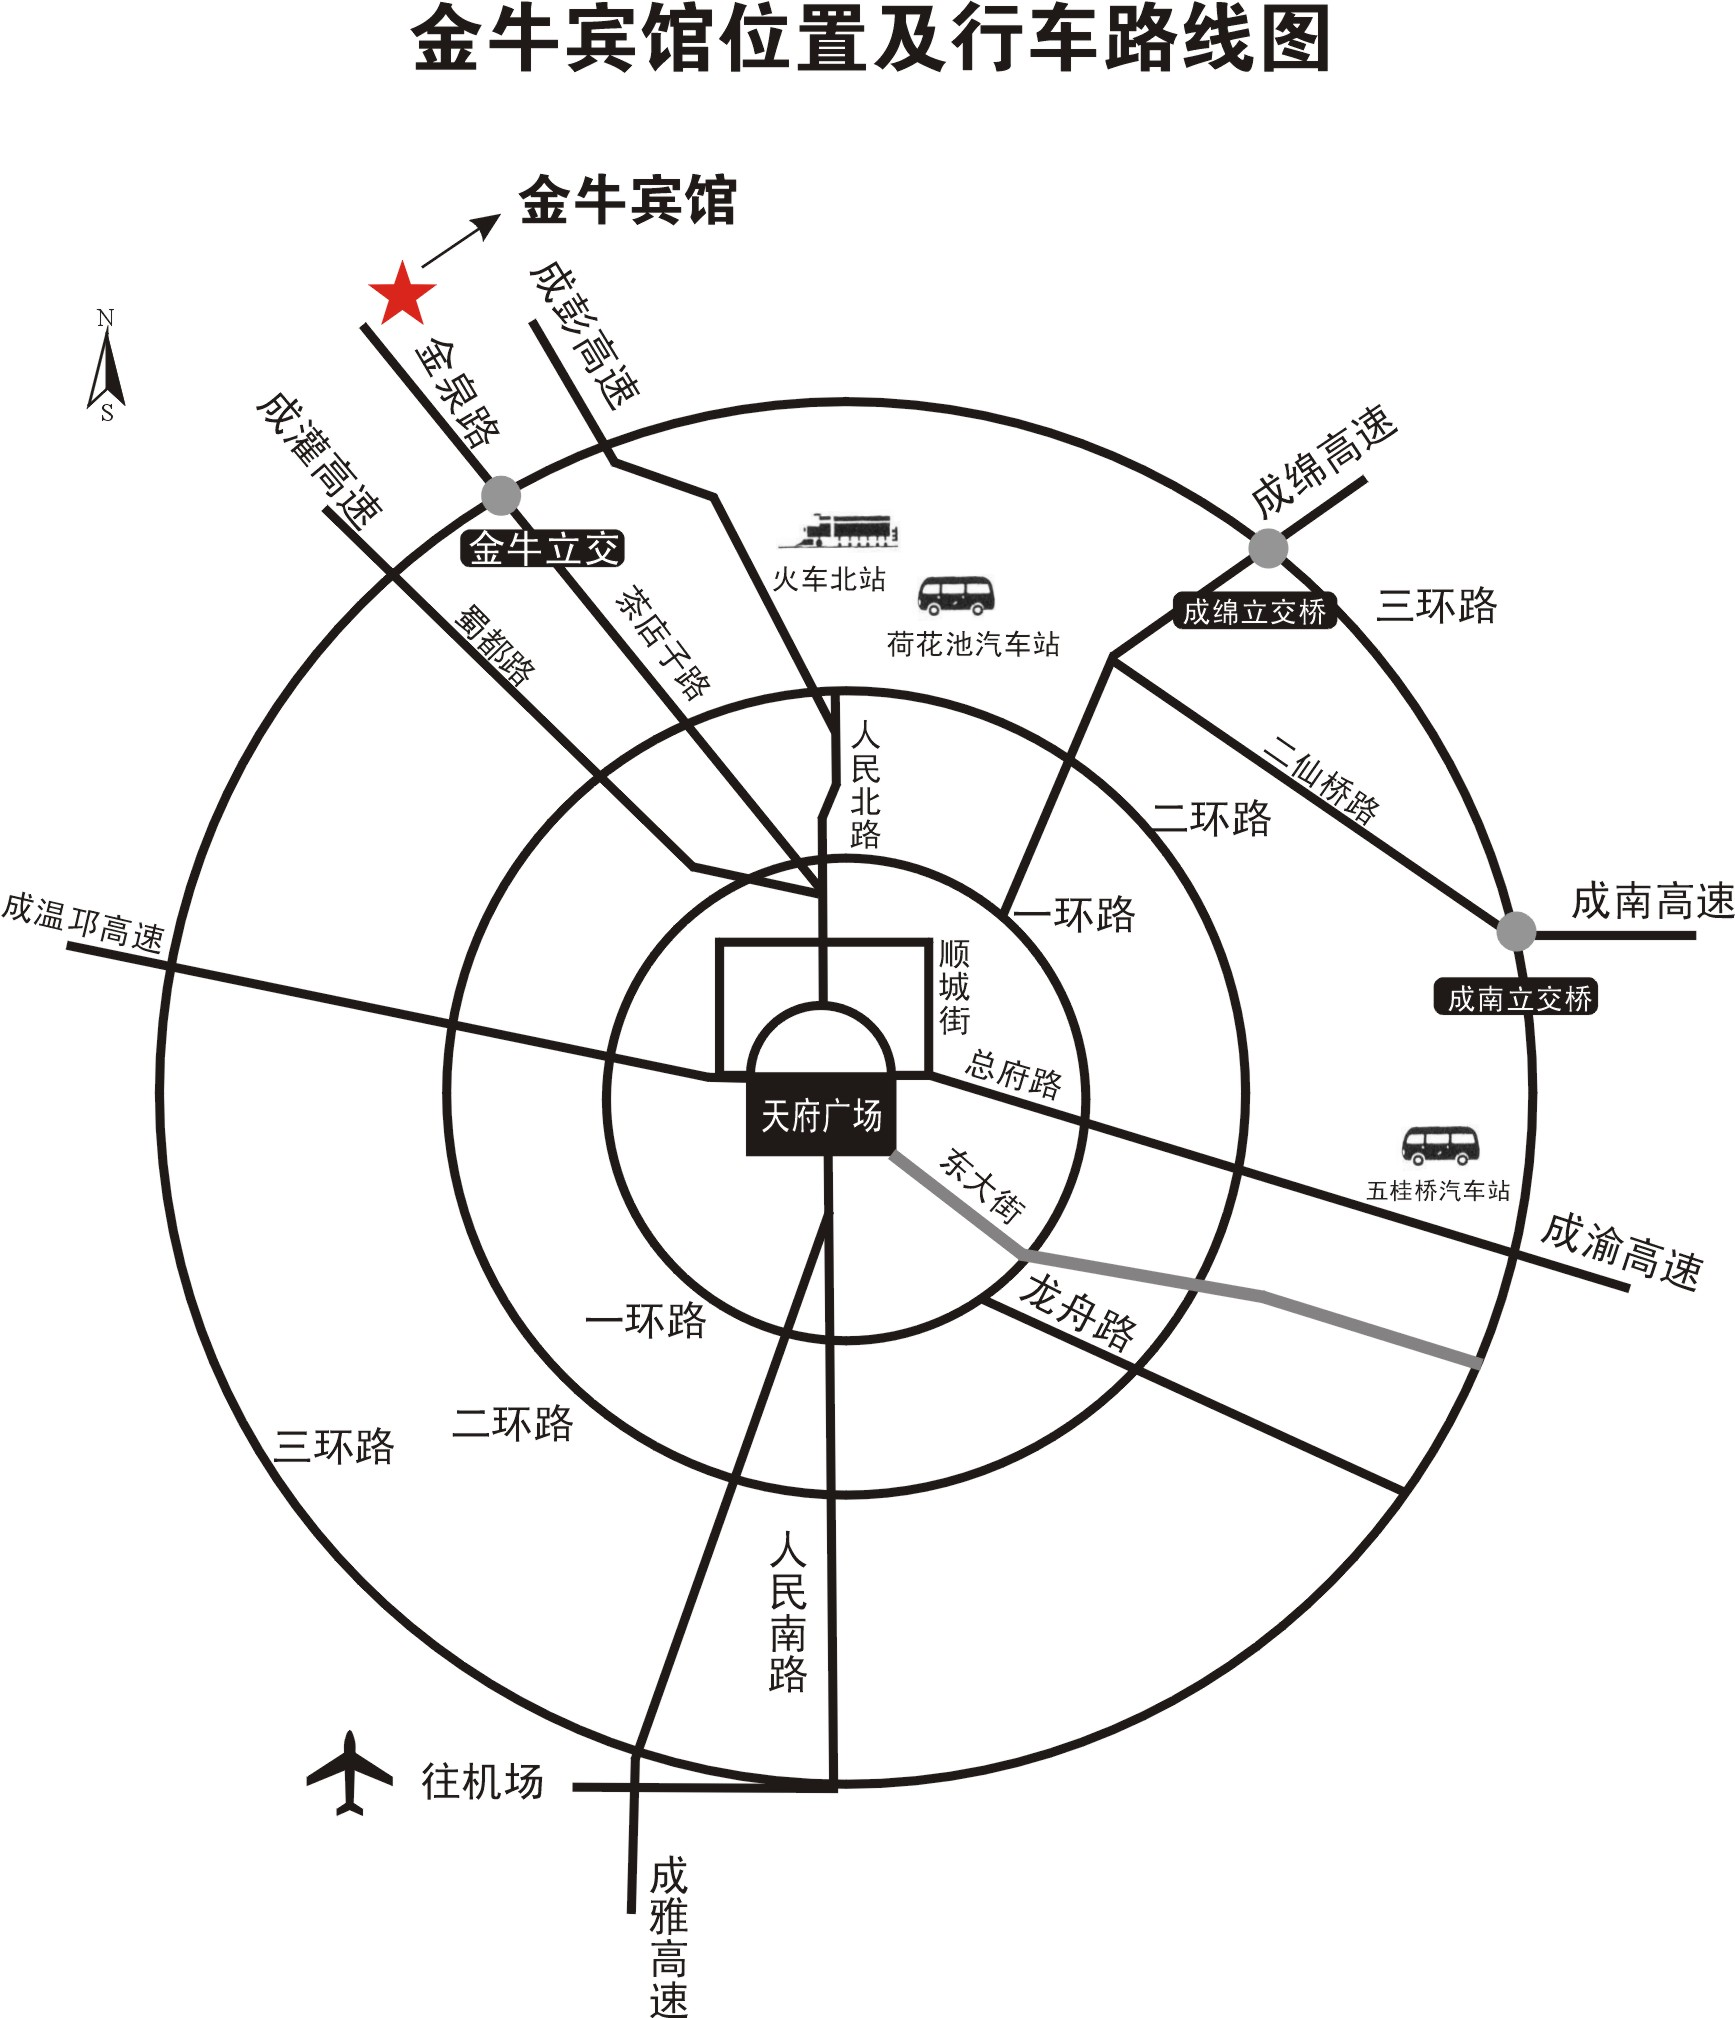 金牛宾馆位置及行车路线图
金牛宾馆
成彭高速
N
S
金泉路
成灌高速
成绵高速
金牛立交
火车北站
荷花池汽车站
成绵立交桥
三环路
蜀都路
茶店子路
人民北路
二仙桥路
二环路
一环路
成南高速
成温邛高速
顺城街
成南立交桥
总府路
天府广场
东大街
五桂桥汽车站
成渝高速
龙舟路
一环路
二环路
三环路
人民南路
往机场
成雅高速